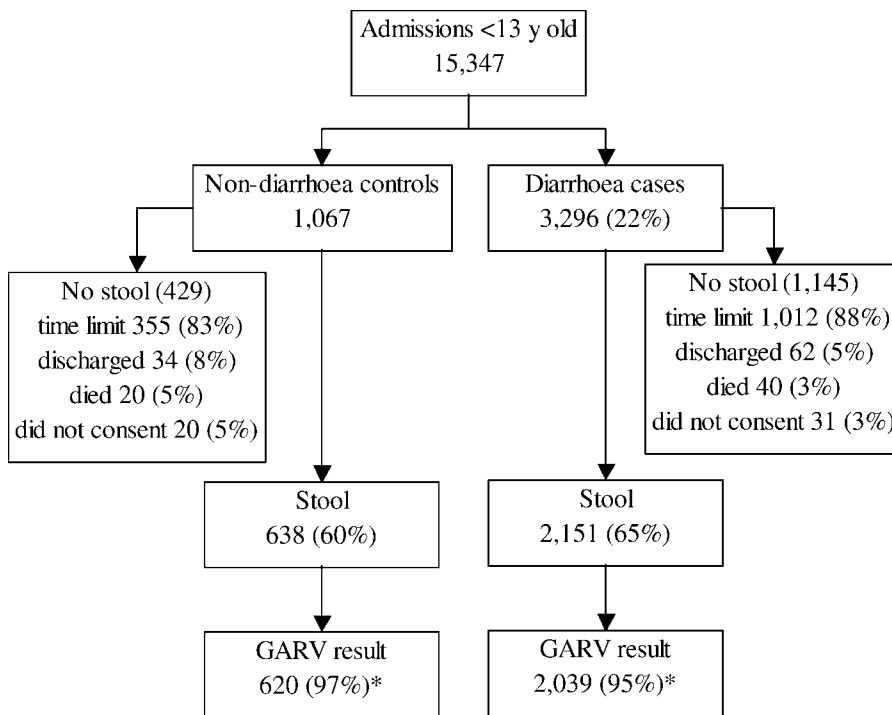 Admissions <13 y old
15,347
Non-diarrhoea controls
1,067
Diarrhoea cases
3,296 (22%)
No stool (429)
time limit 355 (83%)
discharged 34 (8%)
died 20 (5%)
did not consent 20 (5%)
No stool (1,145)
time limit 1,012 (88%)
discharged 62 (5%)
died 40 (3%)
did not consent 31 (3%)
Stool
638 (60%)
Stool
2,151 (65%)
GARV result
620 (97%)*
GARV result
2,039 (95%)*